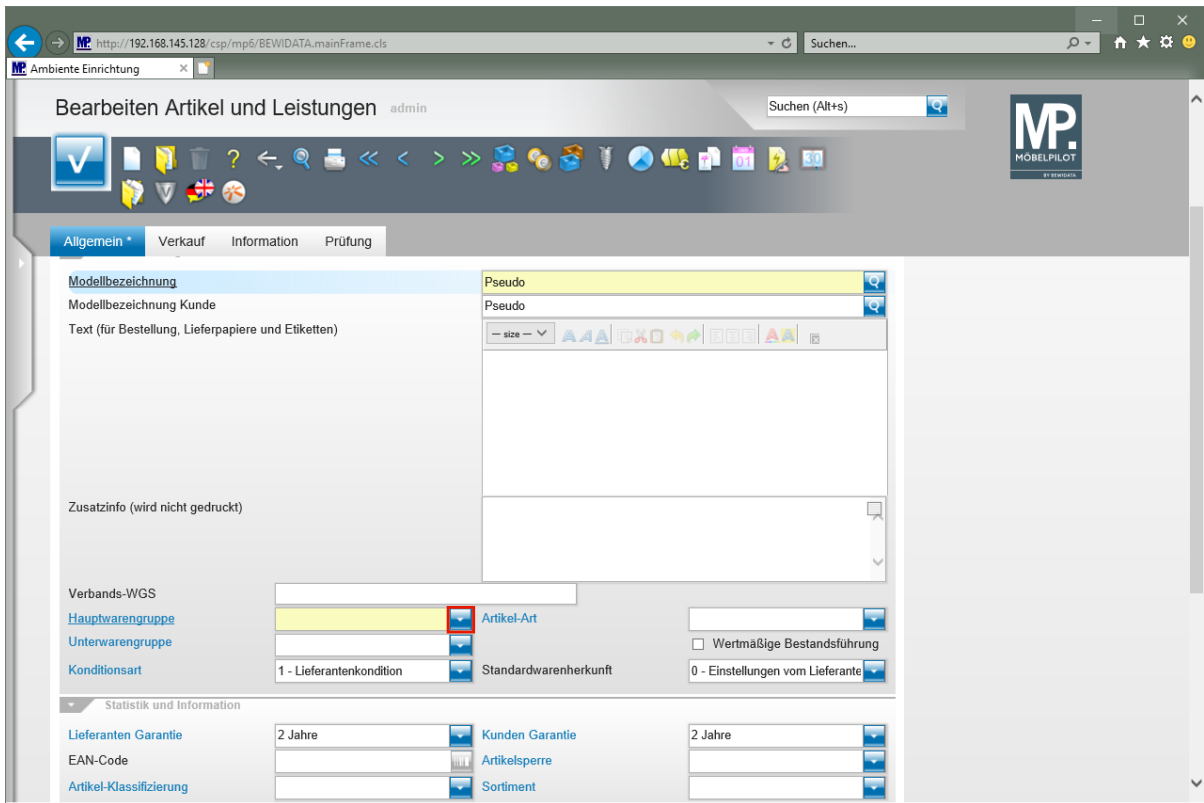 http://192.168.145.128/csp/mp6/BEWIDATA.mainFrame.cls
Suchen...
MP. Ambiente Einrichtung
Bearbeiten Artikel und Leistungen admin
Suchen (Alt+s)
MP.
MÖBELPILOT
BY BEWIDATA
Allgemein * Verkauf Information Prüfung
Modellbezeichnung Pseudo
Modellbezeichnung Kunde Pseudo
Text (für Bestellung, Lieferpapiere und Etiketten) — size —
Zusatzinfo (wird nicht gedruckt)
Verbands-WGS
Hauptwarengruppe Artikel-Art
Unterwarengruppe Wertmäßige Bestandsführung
Konditionsart 1 - Lieferantenkondition Standardwarenherkunft 0 - Einstellungen vom Lieferante
Statistik und Information
Lieferanten Garantie 2 Jahre Kunden Garantie 2 Jahre
EAN-Code Artikelsperre
Artikel-Klassifizierung Sortiment